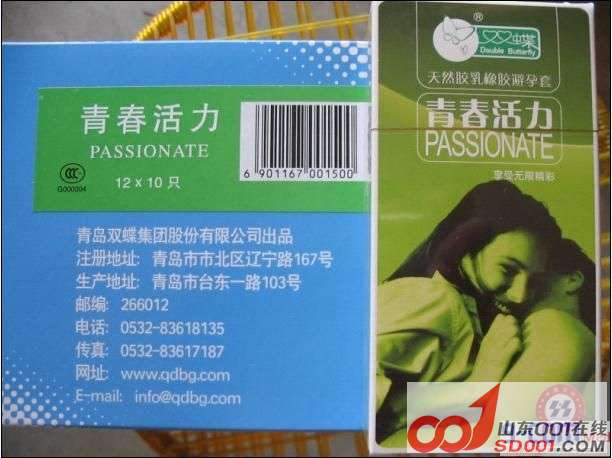 青春活力
PASSIONATE
12 x 10 只
CCC
G000004
6 901167 001500
青岛双蝶集团股份有限公司出品
注册地址: 青岛市市北区辽宁路167号
生产地址: 青岛市台东一路103号
邮编: 266012
电话: 0532-83618135
传真: 0532-83617187
网址: www.qdbg.com
E-mail: info@qdbg.com
双蝶
®
Double Butterfly
天然胶乳橡胶避孕套
青春活力
PASSIONATE
享受无限精彩
山东001在线
SD001.COM